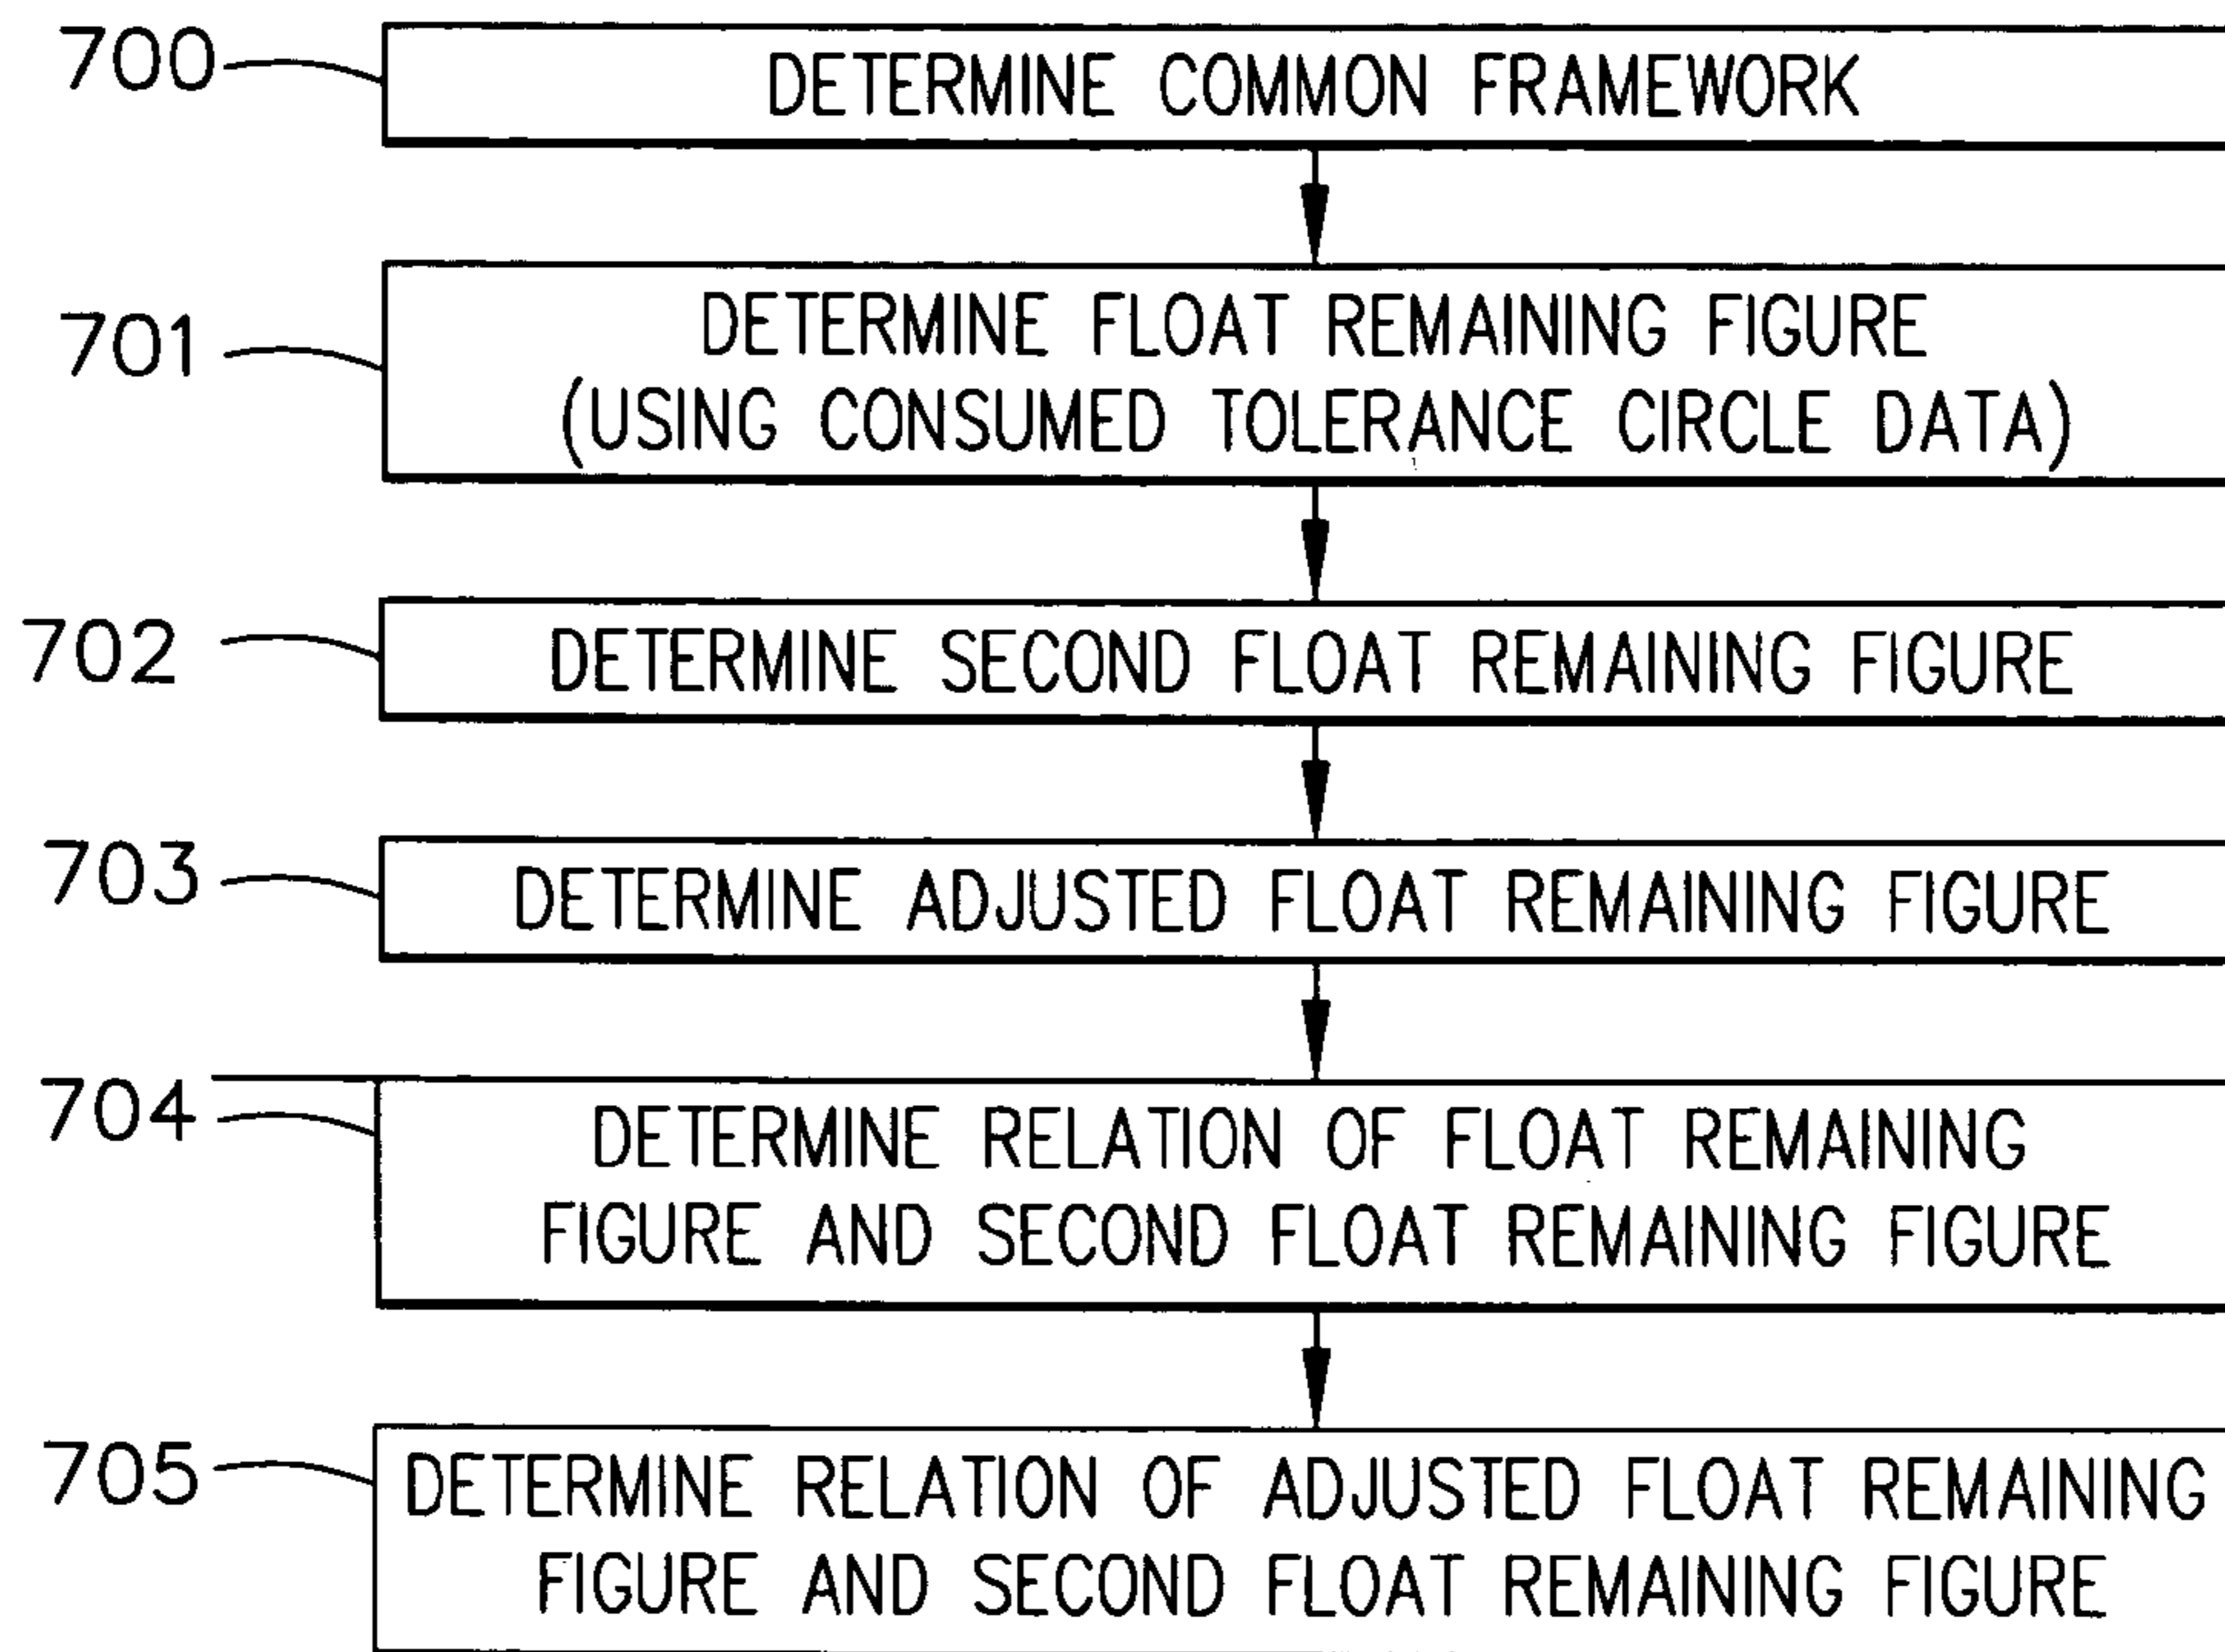 700 DETERMINE COMMON FRAMEWORK
701 DETERMINE FLOAT REMAINING FIGURE
(USING CONSUMED TOLERANCE CIRCLE DATA)
702 DETERMINE SECOND FLOAT REMAINING FIGURE
703 DETERMINE ADJUSTED FLOAT REMAINING FIGURE
704 DETERMINE RELATION OF FLOAT REMAINING
FIGURE AND SECOND FLOAT REMAINING FIGURE
705 DETERMINE RELATION OF ADJUSTED FLOAT REMAINING
FIGURE AND SECOND FLOAT REMAINING FIGURE